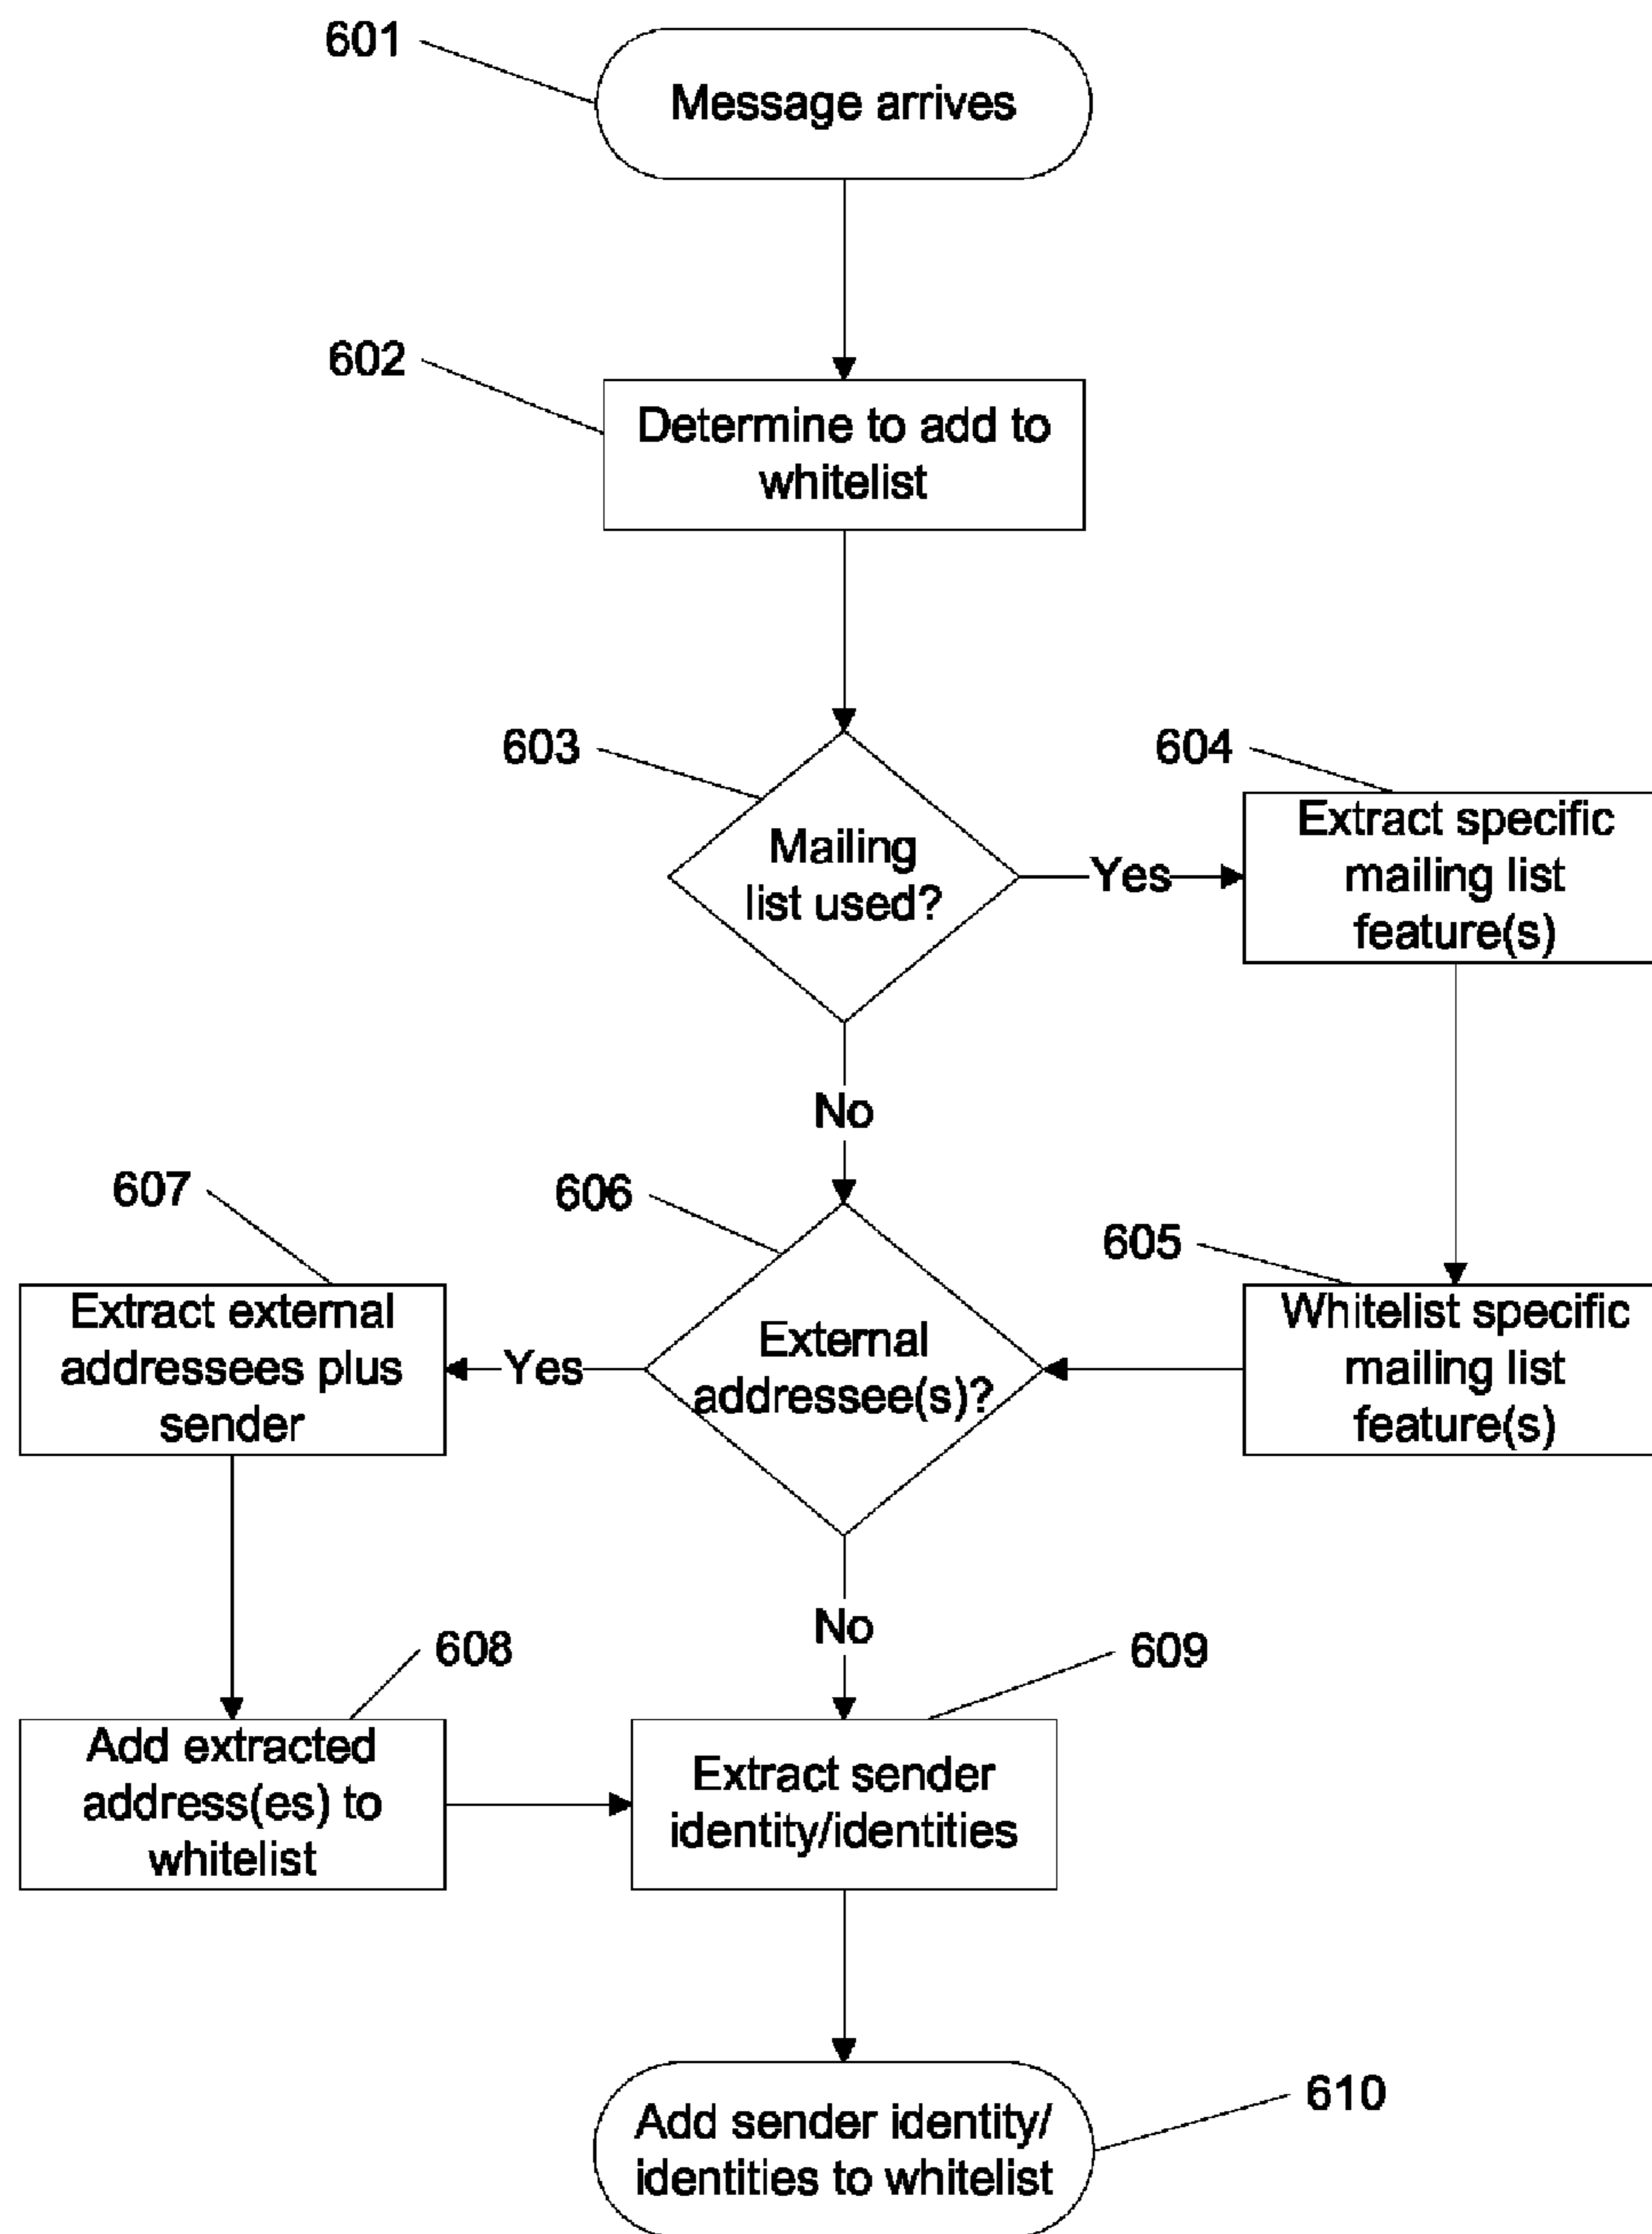 601
Message arrives
602
Determine to add to
whitelist
603
Mailing
list used?
Yes
604
Extract specific
mailing list
feature(s)
No
607
606
605
Extract external
addressees plus
sender
Yes
External
addressee(s)?
Whitelist specific
mailing list
feature(s)
No
608
609
Add extracted
address(es) to
whitelist
Extract sender
identity/identities
610
Add sender identity/
identities to whitelist